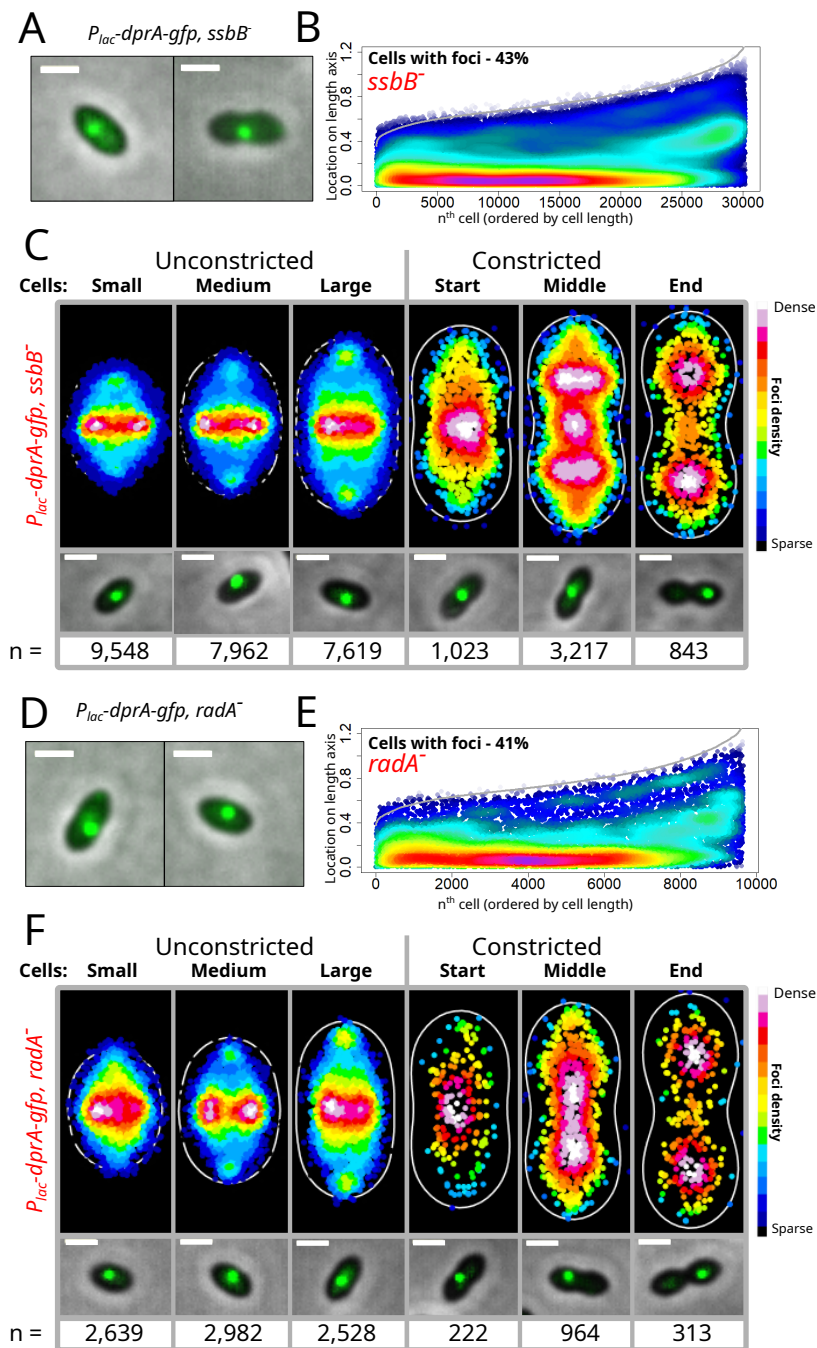 A
P_lac-dprA-gfp, ssbB⁻
B
Cells with foci - 43%
ssbB⁻
Location on length axis
0.0 0.4 0.8 1.2
0 5000 10000 15000 20000 25000 30000
nᵗʰ cell (ordered by cell length)
C
Unconstricted Constricted
Cells: Small Medium Large Start Middle End
P_lac-dprA-gfp, ssbB⁻
Dense
Foci density
Sparse
n = 9,548 7,962 7,619 1,023 3,217 843
D
P_lac-dprA-gfp, radA⁻
E
Cells with foci - 41%
radA⁻
Location on length axis
0.0 0.4 0.8 1.2
0 2000 4000 6000 8000 10000
nᵗʰ cell (ordered by cell length)
F
Unconstricted Constricted
Cells: Small Medium Large Start Middle End
P_lac-dprA-gfp, radA⁻
Dense
Foci density
Sparse
n = 2,639 2,982 2,528 222 964 313